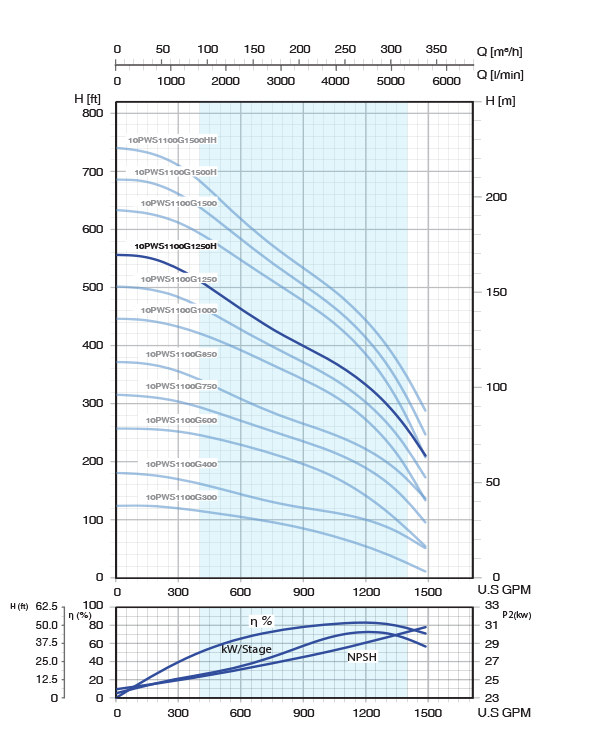 0 50 100 150 200 250 300 350 Q [m³/h]
0 1000 2000 3000 4000 5000 6000 Q [l/min]
H [ft] H [m]
800
10PWS1100G1500HH
700
10PWS1100G1500H
200
10PWS1100G1500
600
10PWS1100G1250H
150
500
10PWS1100G1250
10PWS1100G1000
400
10PWS1100G850
100
10PWS1100G750
300
10PWS1100G600
200
10PWS1100G400
50
10PWS1100G300
100
0 0
0 300 600 900 1200 1500 U.S GPM
H (ft) 62.5 η (%) 100 33 P2(kw)
50.0 80 31
η %
37.5 60 29
kW/Stage
NPSH
25.0 40 27
12.5 20 25
0 0 23
0 300 600 900 1200 1500 U.S GPM